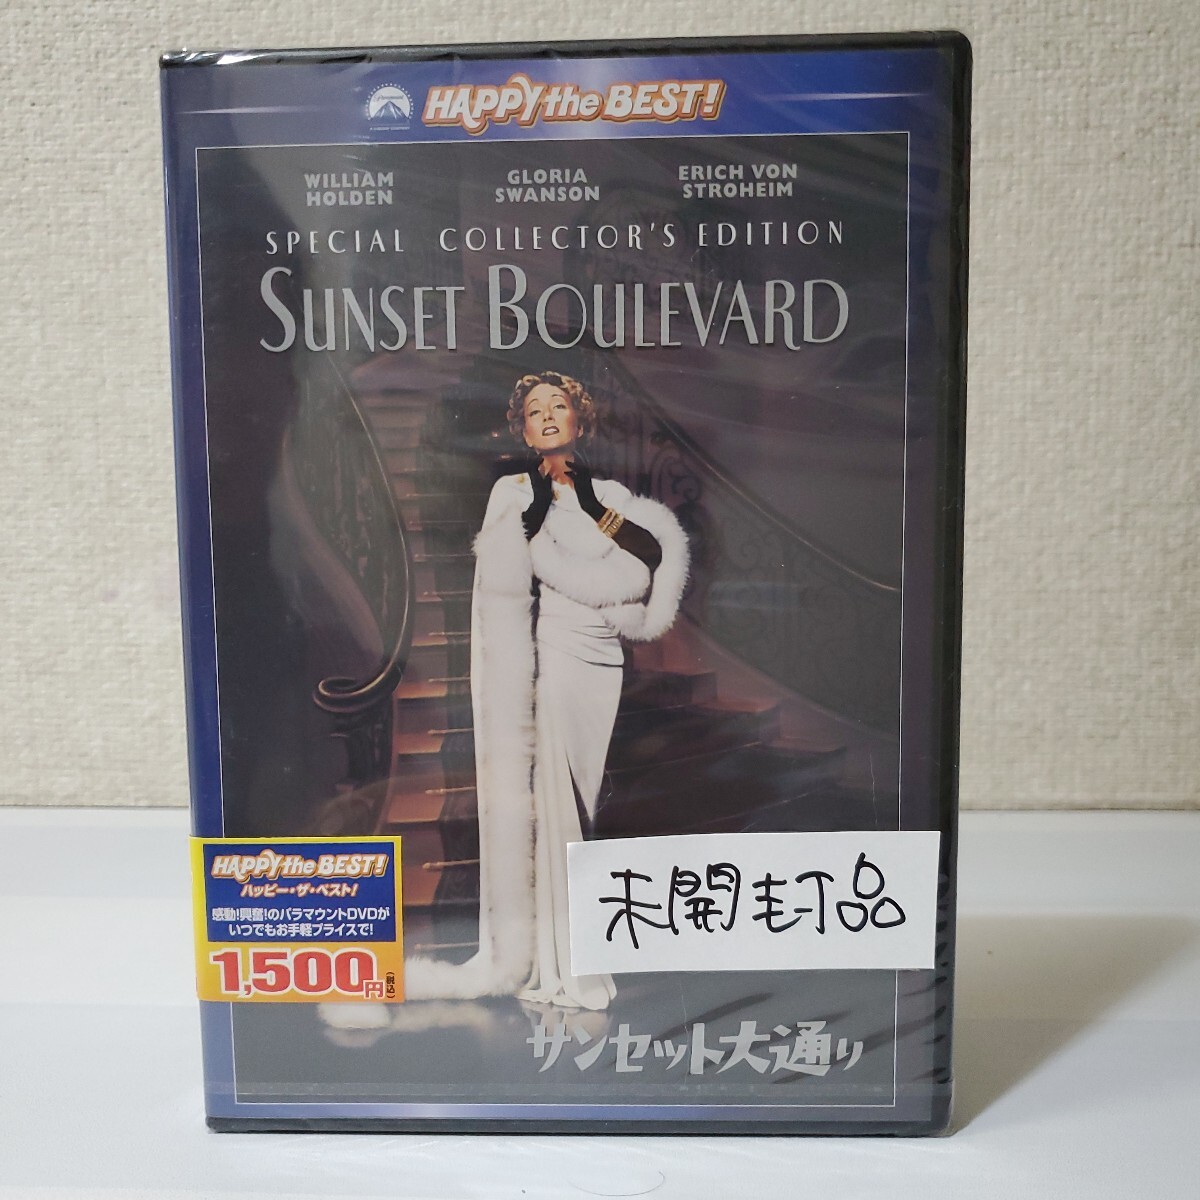 Paramount
HAPPY the BEST!
WILLIAM HOLDEN
GLORIA SWANSON
ERICH VON STROHEIM
SPECIAL COLLECTOR'S EDITION
SUNSET BOULEVARD
HAPPY the BEST!
ハッピー・ザ・ベスト!
感動!興奮!のパラマウントDVDが
いつでもお手軽プライスで!
1,500円(税込)
未開封品
サンセット大通り